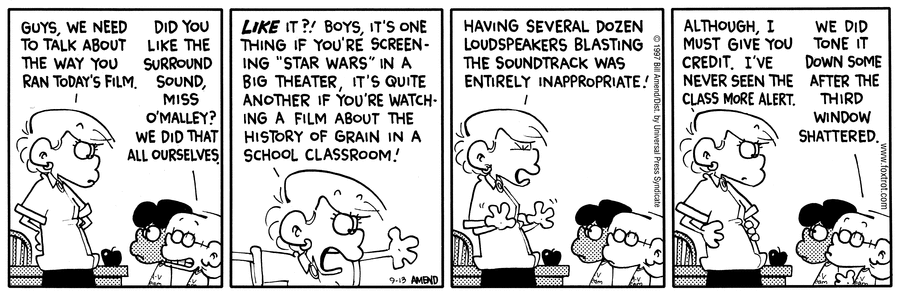 GUYS, WE NEED
TO TALK ABOUT
THE WAY YOU
RAN TODAY'S FILM.
DID YOU
LIKE THE
SURROUND
SOUND,
MISS
O'MALLEY?
WE DID THAT
ALL OURSELVES.
LIKE IT?! BOYS, IT'S ONE
THING IF YOU'RE SCREEN-
ING "STAR WARS" IN A
BIG THEATER, IT'S QUITE
ANOTHER IF YOU'RE WATCH-
ING A FILM ABOUT THE
HISTORY OF GRAIN IN A
SCHOOL CLASSROOM!
9-13 AMEND
HAVING SEVERAL DOZEN
LOUDSPEAKERS BLASTING
THE SOUNDTRACK WAS
ENTIRELY INAPPROPRIATE!
© 1997 Bill Amend/Dist. by Universal Press Syndicate
ALTHOUGH, I
MUST GIVE YOU
CREDIT. I'VE
NEVER SEEN THE
CLASS MORE ALERT.
WE DID
TONE IT
DOWN SOME
AFTER THE
THIRD
WINDOW
SHATTERED.
www.foxtrot.com